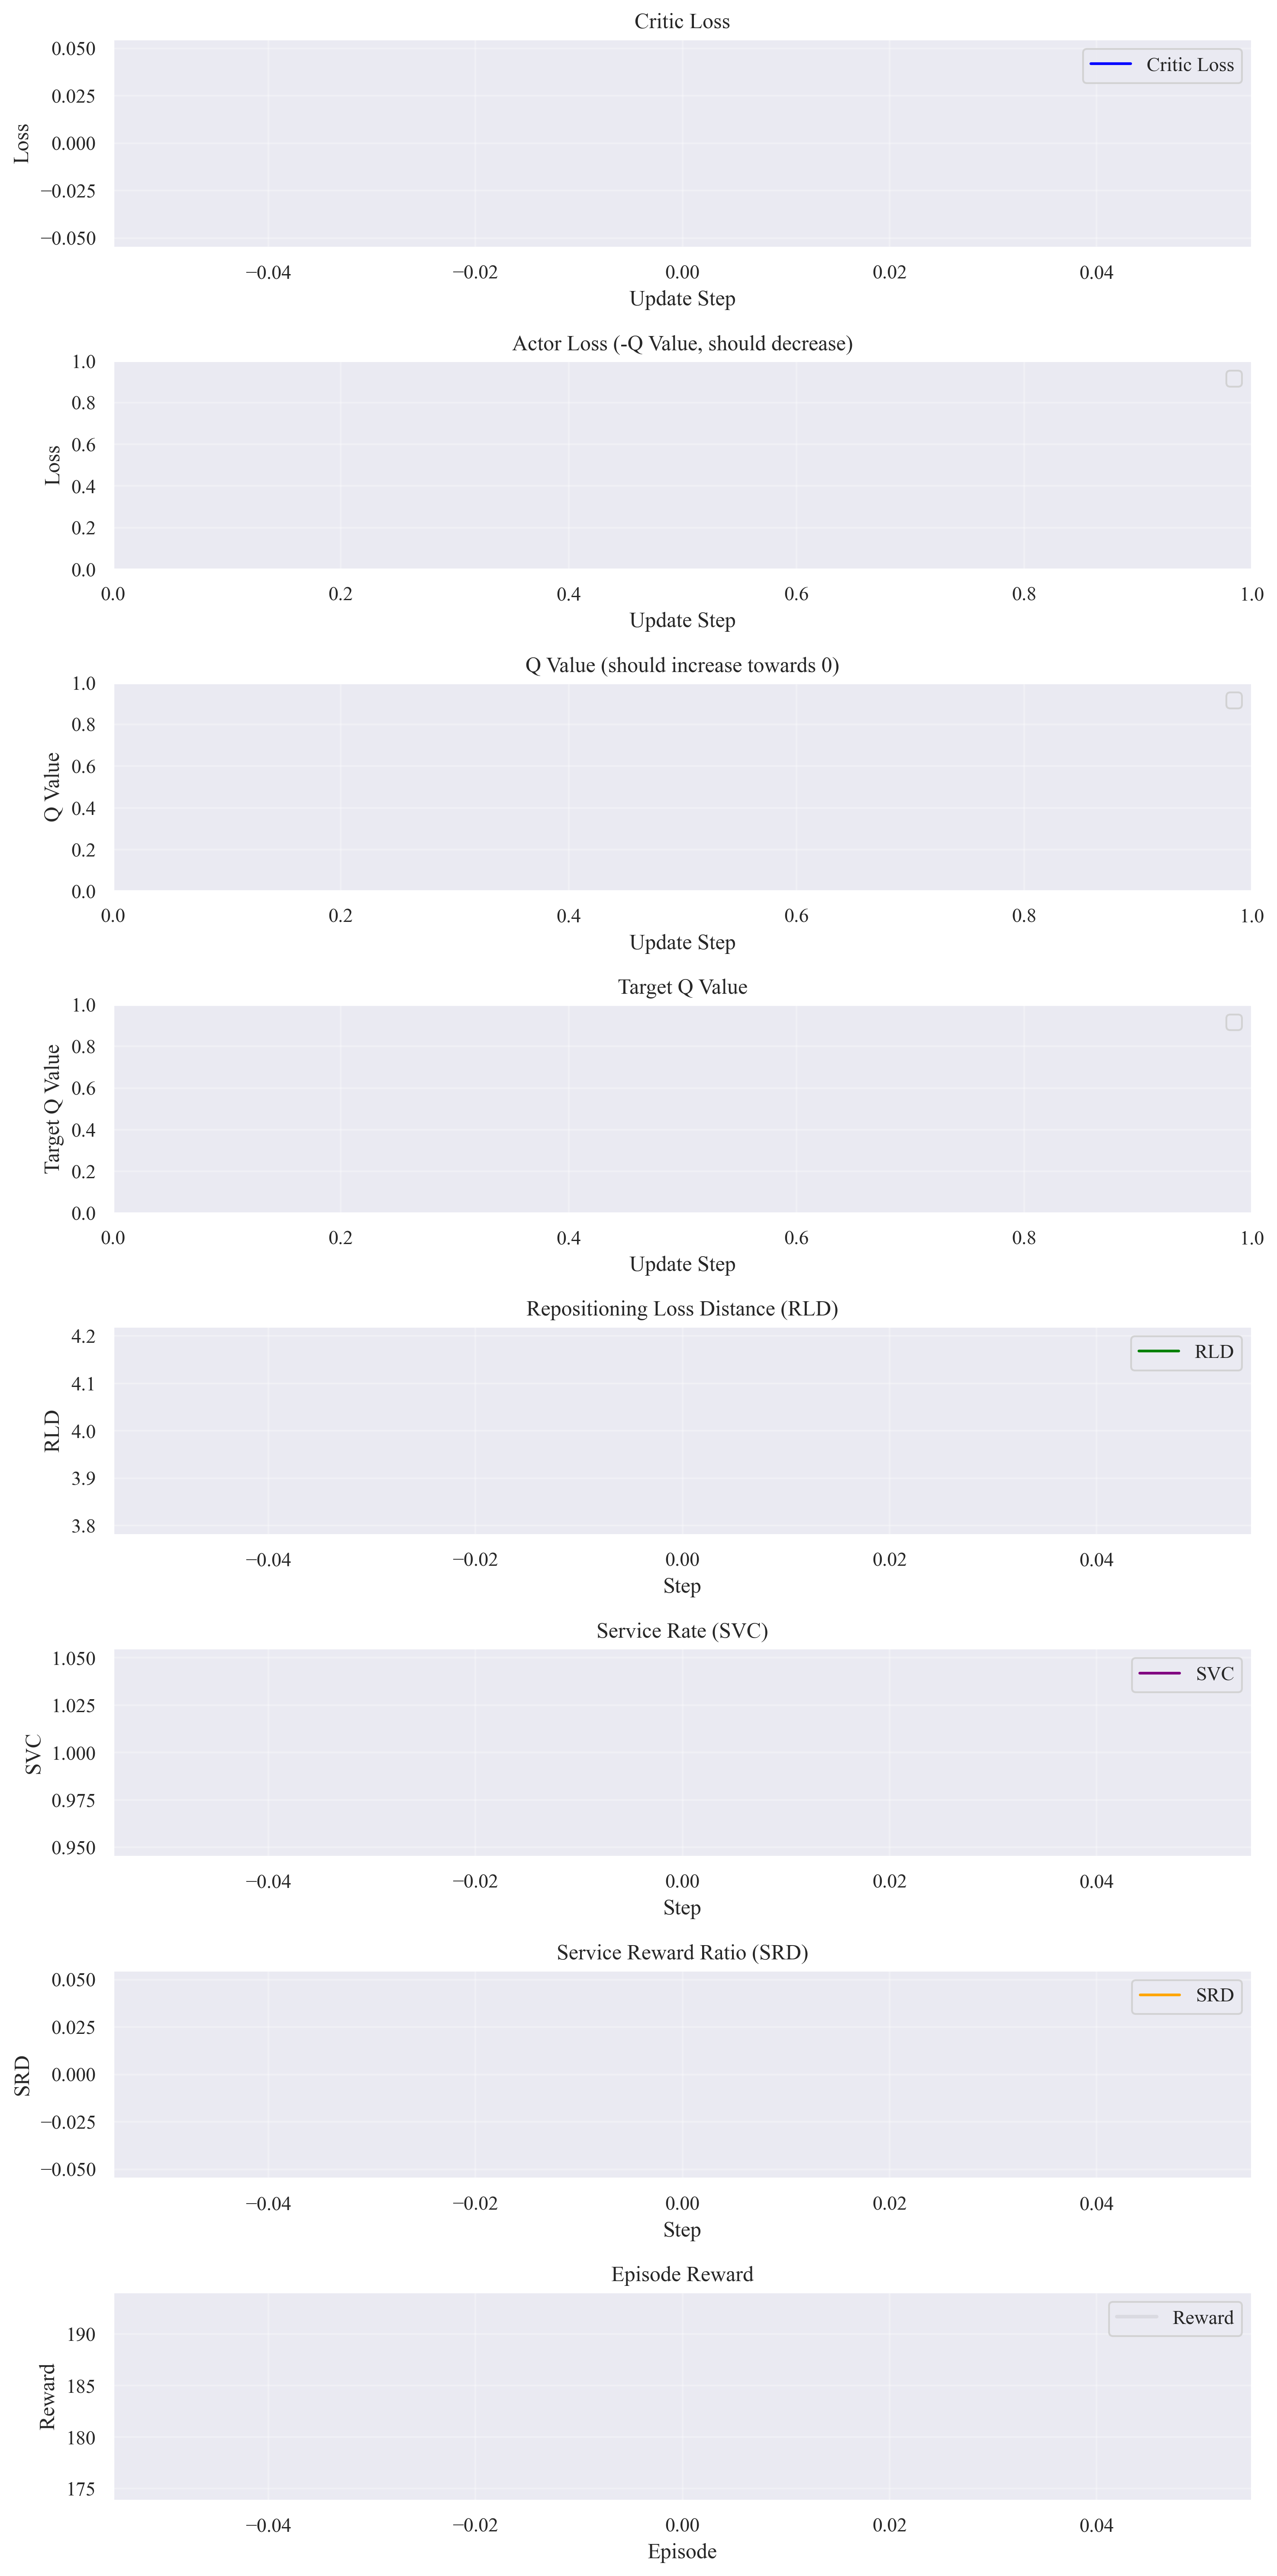 Critic Loss
0.050
Critic Loss
0.025
Loss
0.000
−0.025
−0.050
−0.04 −0.02 0.00 0.02 0.04
Update Step
Actor Loss (-Q Value, should decrease)
1.0
0.8
0.6
Loss
0.4
0.2
0.0
0.0 0.2 0.4 0.6 0.8 1.0
Update Step
Q Value (should increase towards 0)
1.0
0.8
0.6
Q Value
0.4
0.2
0.0
0.0 0.2 0.4 0.6 0.8 1.0
Update Step
Target Q Value
1.0
0.8
0.6
Target Q Value
0.4
0.2
0.0
0.0 0.2 0.4 0.6 0.8 1.0
Update Step
Repositioning Loss Distance (RLD)
4.2
RLD
4.1
RLD
4.0
3.9
3.8
−0.04 −0.02 0.00 0.02 0.04
Step
Service Rate (SVC)
1.050
SVC
1.025
SVC
1.000
0.975
0.950
−0.04 −0.02 0.00 0.02 0.04
Step
Service Reward Ratio (SRD)
0.050
SRD
0.025
SRD
0.000
−0.025
−0.050
−0.04 −0.02 0.00 0.02 0.04
Step
Episode Reward
Reward
190
185
Reward
180
175
−0.04 −0.02 0.00 0.02 0.04
Episode